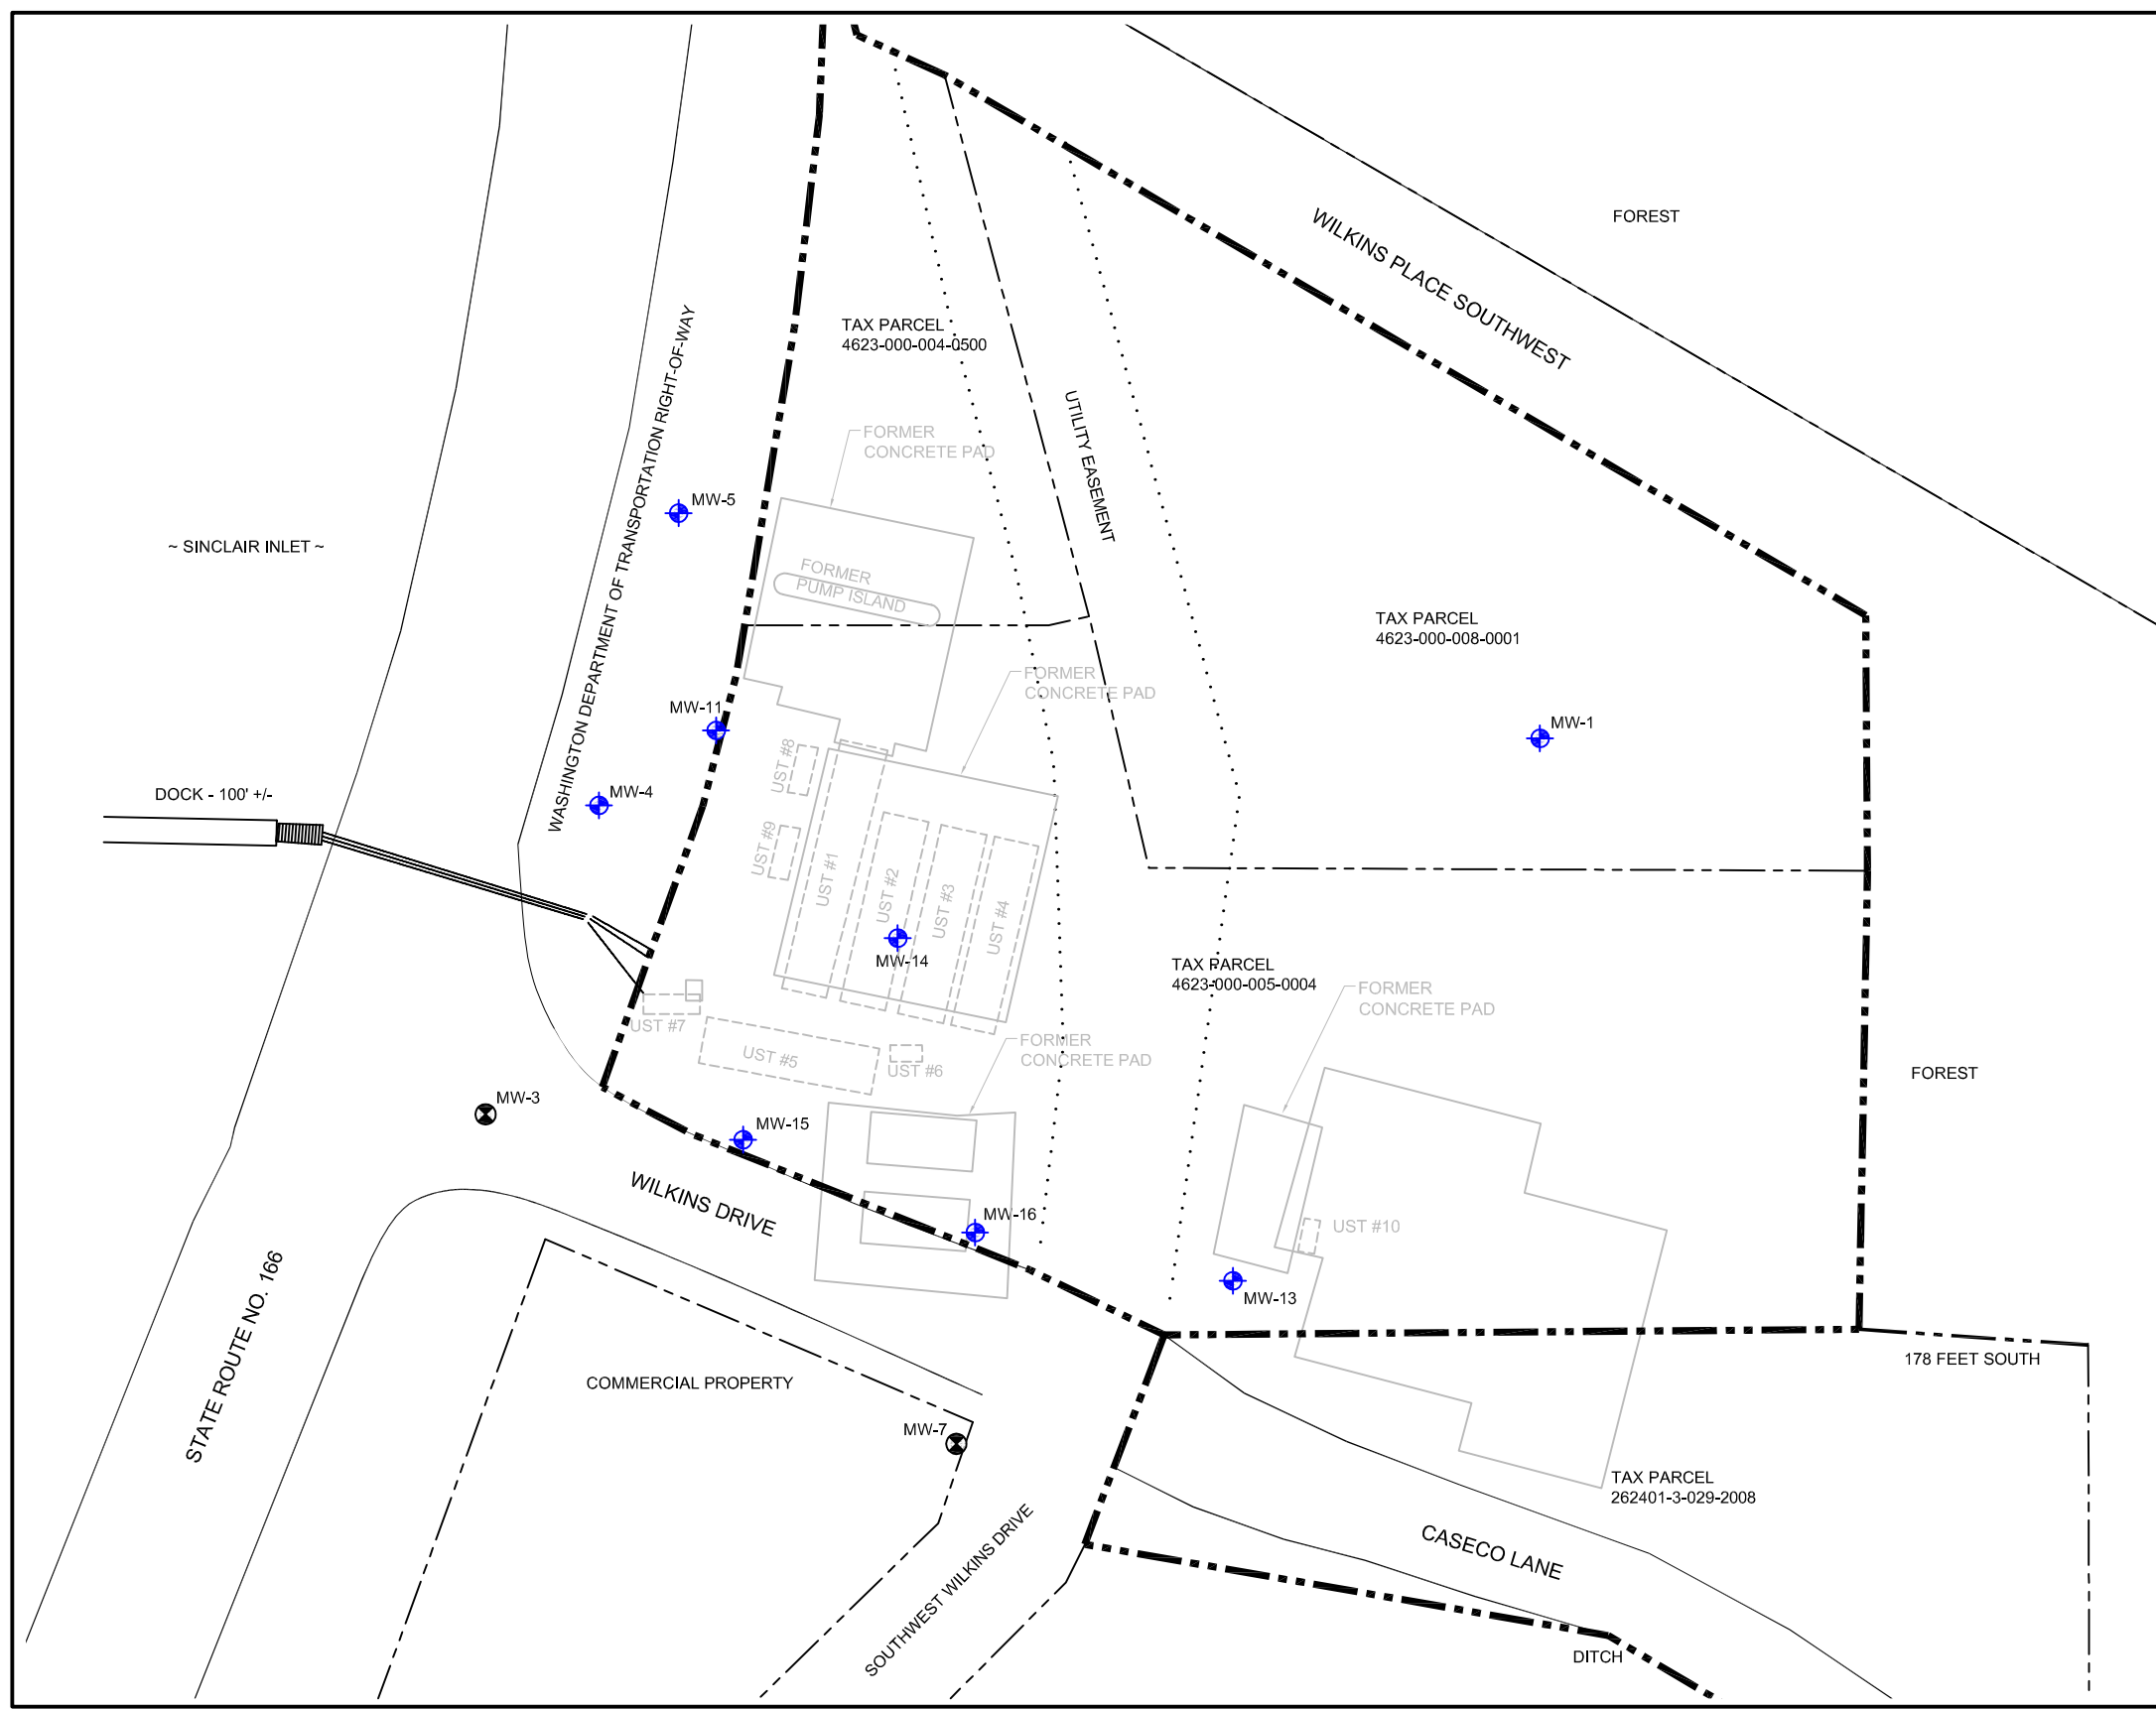 FOREST
WILKINS PLACE SOUTHWEST
TAX PARCEL
4623-000-004-0500
WASHINGTON DEPARTMENT OF TRANSPORTATION RIGHT-OF-WAY
UTILITY EASEMENT
FORMER
CONCRETE PAD
MW-5
~ SINCLAIR INLET ~
FORMER
PUMP ISLAND
TAX PARCEL
4623-000-008-0001
FORMER
CONCRETE PAD
MW-11
MW-1
UST #8
DOCK - 100' +/-
MW-4
UST #9
UST #1
UST #2
UST #3
UST #4
MW-14
TAX PARCEL
4623-000-005-0004
FORMER
CONCRETE PAD
UST #7
UST #5
UST #6
FORMER
CONCRETE PAD
FOREST
MW-3
MW-15
WILKINS DRIVE
MW-16
UST #10
MW-13
STATE ROUTE NO. 166
178 FEET SOUTH
COMMERCIAL PROPERTY
MW-7
TAX PARCEL
262401-3-029-2008
CASECO LANE
SOUTHWEST WILKINS DRIVE
DITCH